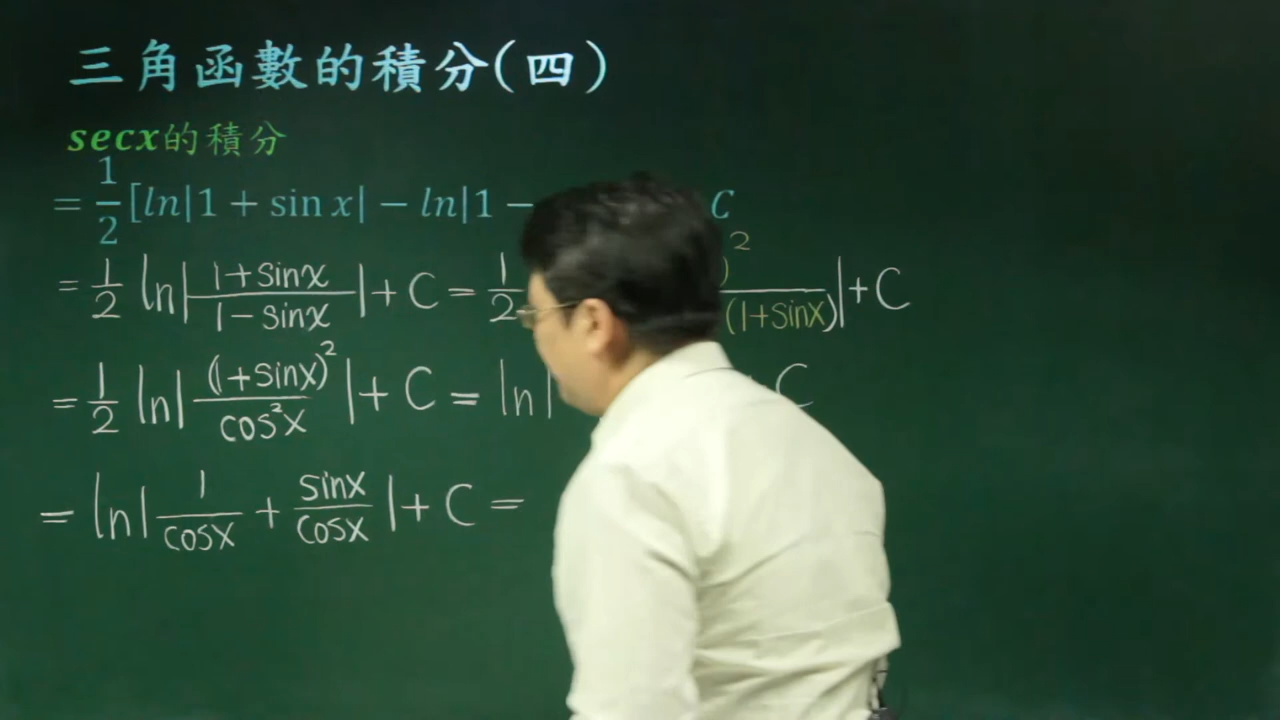 三角函數的積分(四)
secx的積分
= 1/2 [ln|1 + sin x| − ln|1 − C
= 1/2 ln| (1+sinx)/(1−sinx) | + C = 1/2 )² (1+sinx) | + C
= 1/2 ln| (1+sinx)²/cos²x | + C = ln| C
= ln| 1/cosx + sinx/cosx | + C =